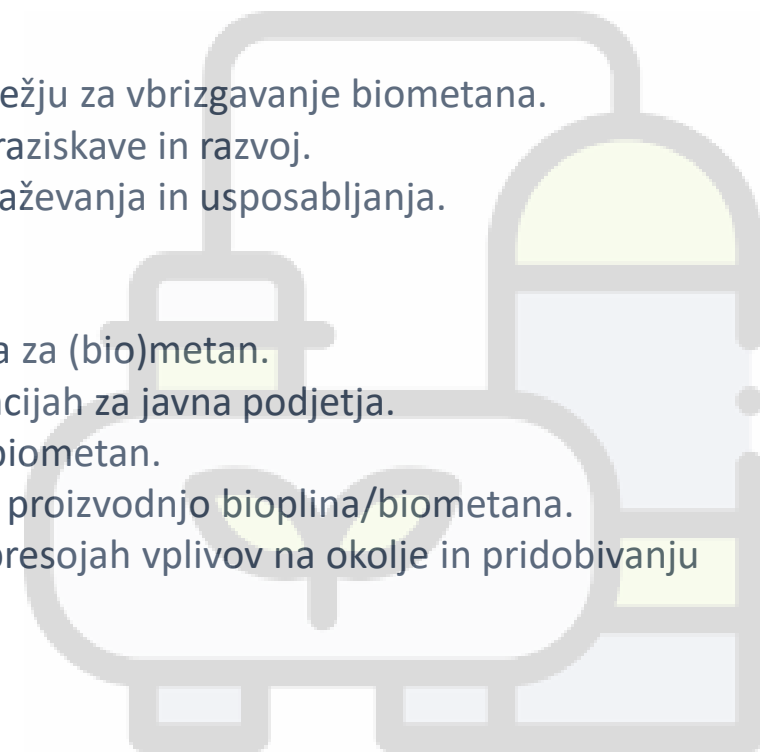 ežju za vbrizgavanje biometana.
raziskave in razvoj.
aževanja in usposabljanja.
a za (bio)metan.
cijah za javna podjetja.
biometan.
proizvodnjo bioplina/biometana.
presojah vplivov na okolje in pridobivanju